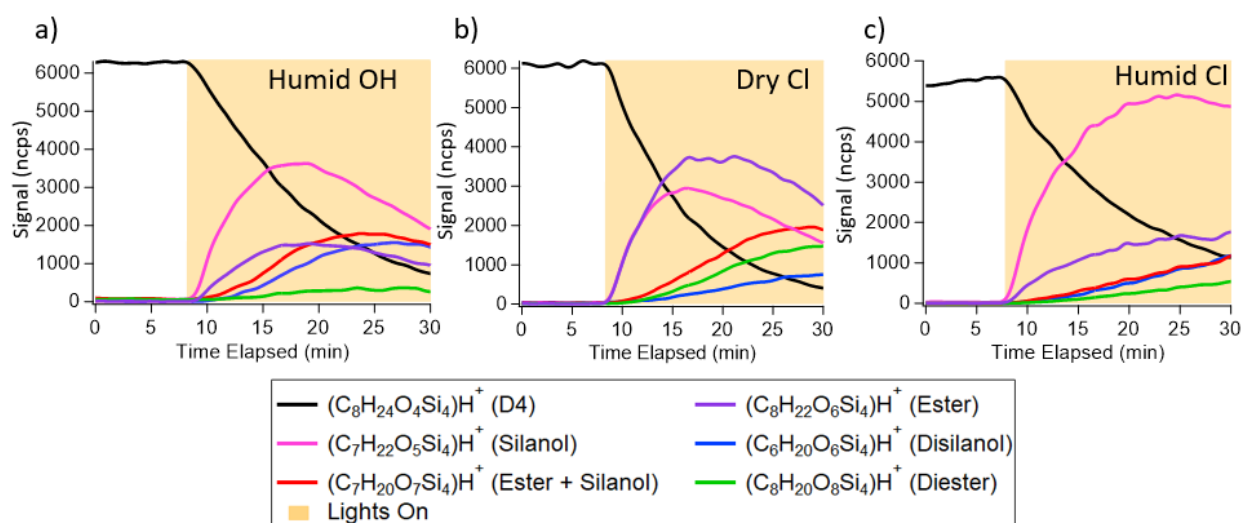 a)
Humid OH
Signal (ncps)
6000
5000
4000
3000
2000
1000
0
0 5 10 15 20 25 30
Time Elapsed (min)
b)
Dry Cl
Signal (ncps)
6000
5000
4000
3000
2000
1000
0
0 5 10 15 20 25 30
Time Elapsed (min)
c)
Humid Cl
Signal (ncps)
6000
5000
4000
3000
2000
1000
0
0 5 10 15 20 25 30
Time Elapsed (min)
(C₈H₂₄O₄Si₄)H⁺ (D4)
(C₈H₂₂O₆Si₄)H⁺ (Ester)
(C₇H₂₂O₅Si₄)H⁺ (Silanol)
(C₆H₂₀O₆Si₄)H⁺ (Disilanol)
(C₇H₂₀O₇Si₄)H⁺ (Ester + Silanol)
(C₈H₂₀O₈Si₄)H⁺ (Diester)
Lights On